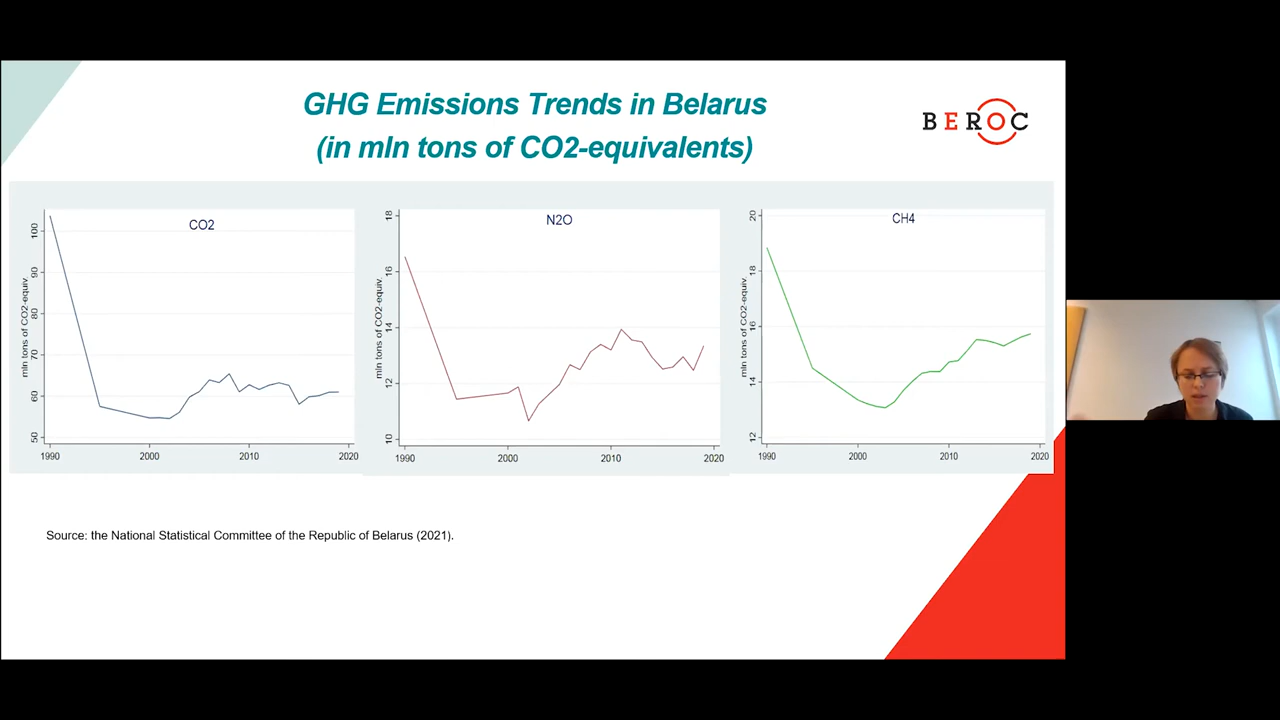 GHG Emissions Trends in Belarus
(in mln tons of CO2-equivalents)
BEROC
CO2
mln tons of CO2-equiv.
100
90
80
70
60
50
1990
2000
2010
2020
N2O
mln tons of CO2-equiv.
18
16
14
12
10
1990
2000
2010
2020
CH4
mln tons of CO2-equiv.
20
18
16
14
12
1990
2000
2010
2020
Source: the National Statistical Committee of the Republic of Belarus (2021).